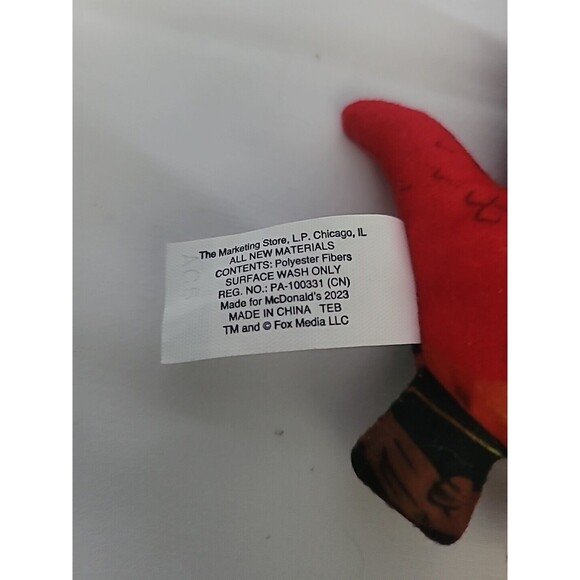 The Marketing Store, L.P. Chicago, IL
ALL NEW MATERIALS
CONTENTS: Polyester Fibers
SURFACE WASH ONLY
REG. NO.: PA-100331 (CN)
Made for McDonald's 2023
MADE IN CHINA TEB
TM and © Fox Media LLC